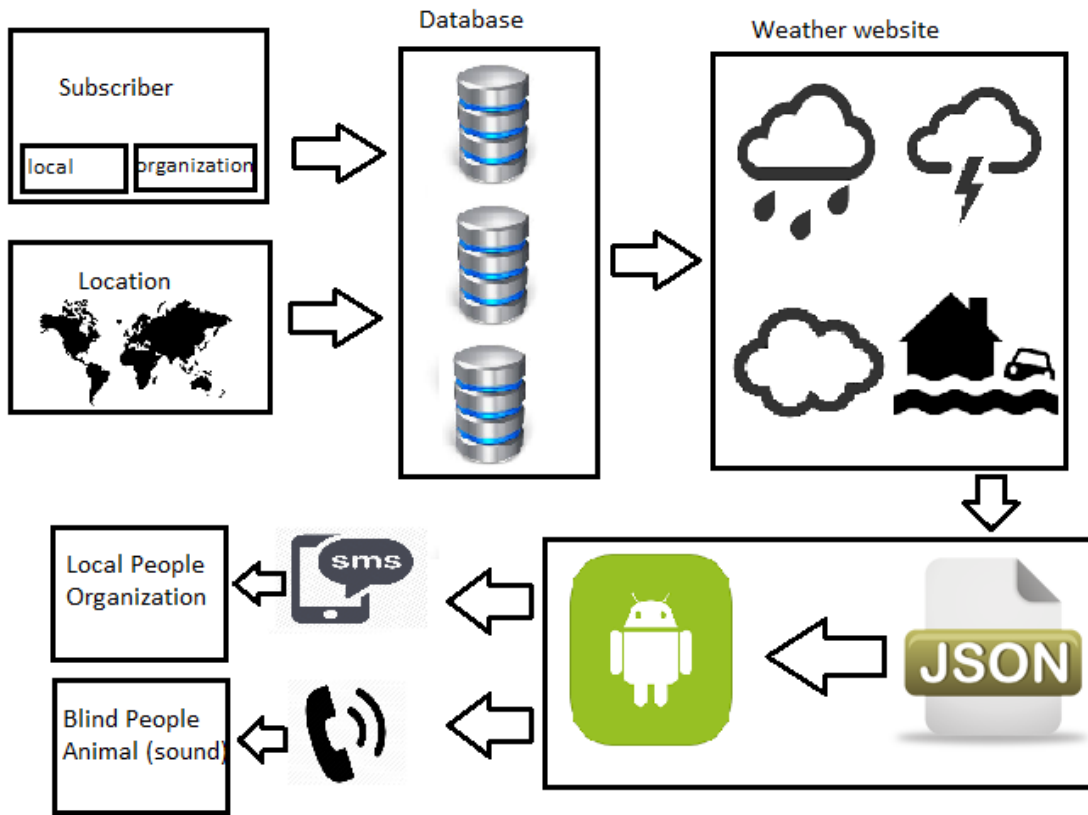 Database
Weather website
Subscriber
local
organization
Location
Local People
Organization
sms
JSON
Blind People
Animal (sound)